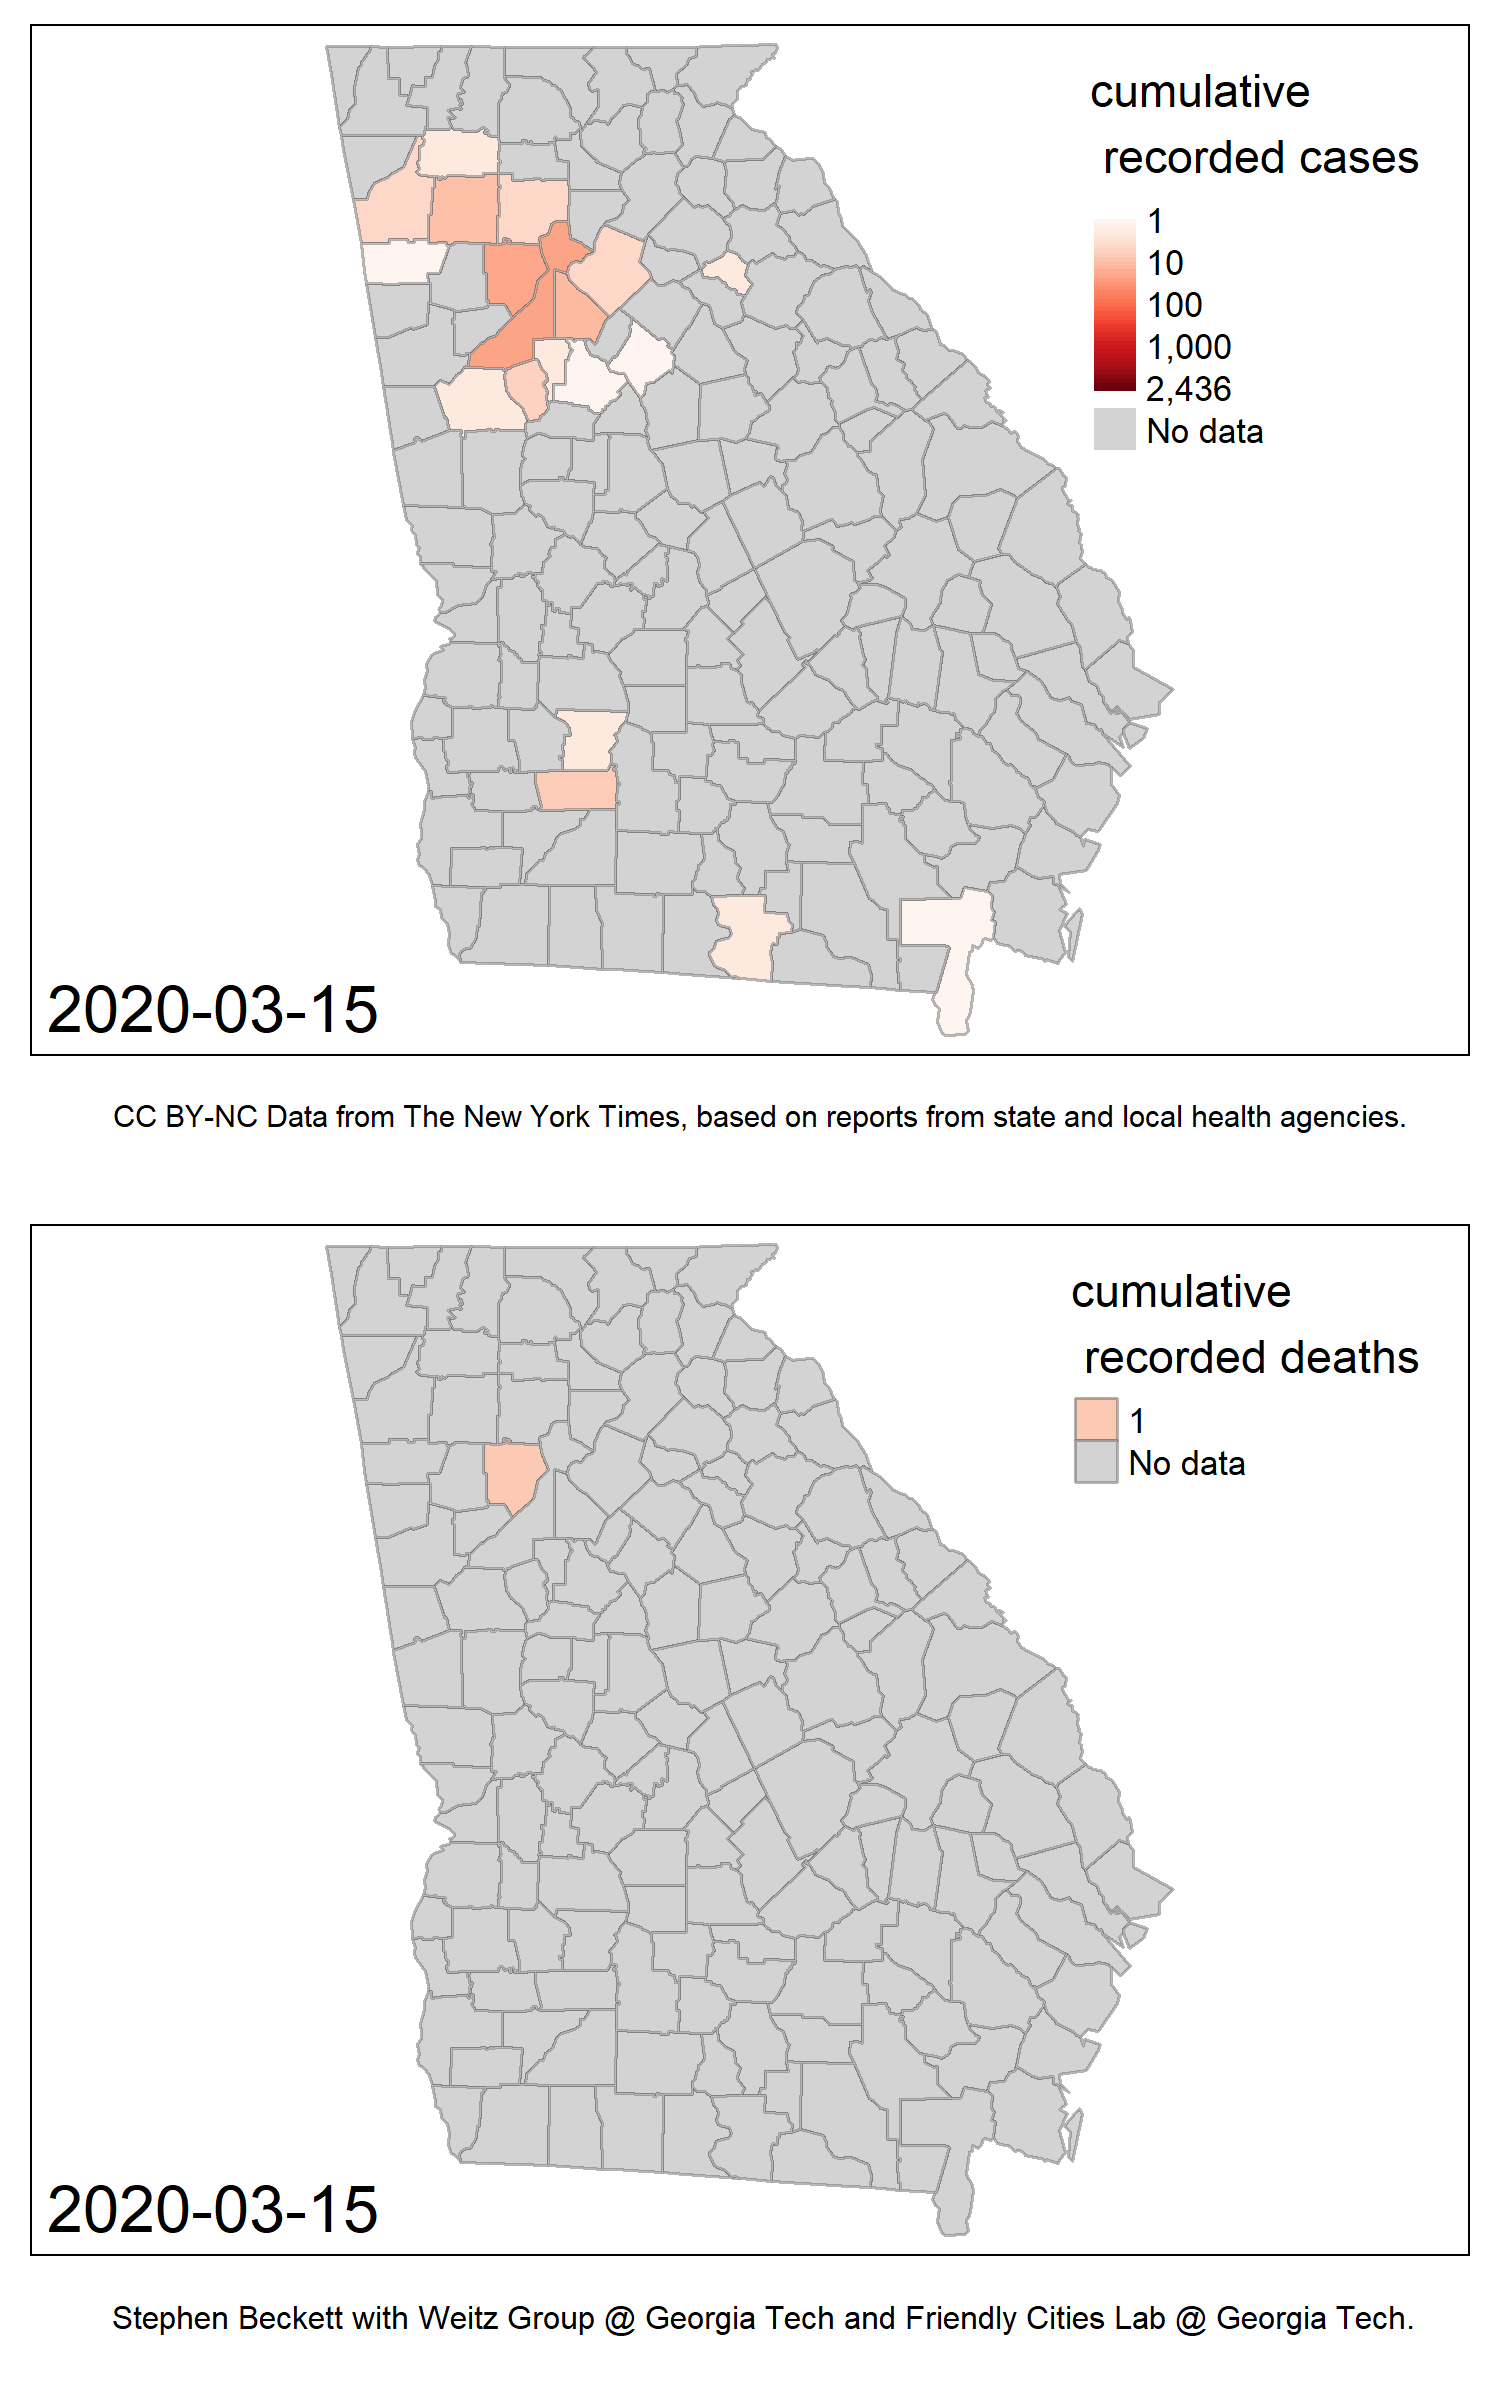 cumulative
recorded cases
1
10
100
1,000
2,436
No data
2020-03-15
CC BY-NC Data from The New York Times, based on reports from state and local health agencies.
cumulative
recorded deaths
1
No data
2020-03-15
Stephen Beckett with Weitz Group @ Georgia Tech and Friendly Cities Lab @ Georgia Tech.